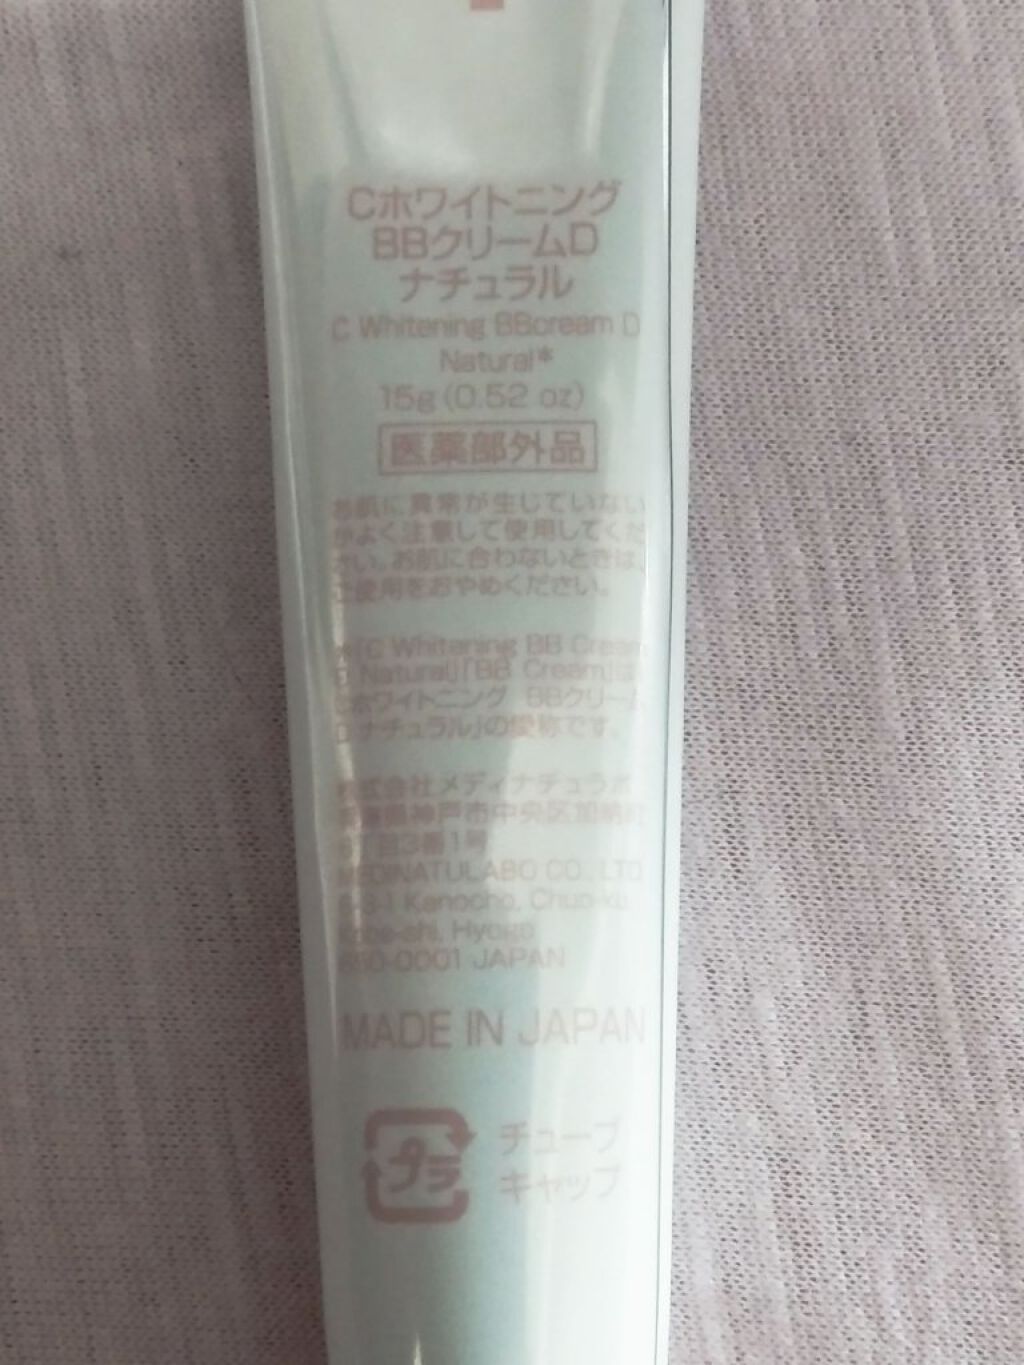 Cホワイトニング
BBクリームD
ナチュラル
C Whitening BBcream D
Natural*
15g (0.52 oz)
医薬部外品
お肌に異常が生じていない
かよく注意して使用してくだ
さい。お肌に合わないときは、
ご使用をおやめください。
*「C Whitening BB Cream
D Natural」「BB Cream」は
Cホワイトニング BBクリーム
Dナチュラル」の愛称です。
株式会社メディナチュラボ
兵庫県神戸市中央区加納町
丁目3番1号
MEDINATULABO CO., LTD
-3-1 Kanocho, Chuo-ku,
Kobe-shi, Hyogo
650-0001 JAPAN
MADE IN JAPAN
プラ
チューブ
キャップ